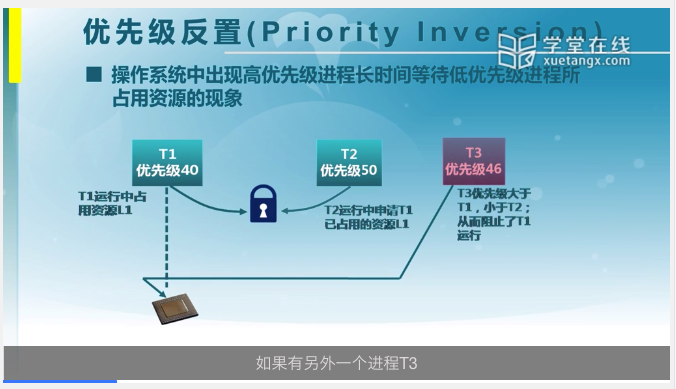 优先级反置(Priority Inversion)
学堂在线
xuetangx.com
■ 操作系统中出现高优先级进程长时间等待低优先级进程所
占用资源的现象
T1
优先级40
T2
优先级50
T3
优先级46
T1运行中占
用资源L1
T2运行中申请T1
已占用的资源L1
T3优先级大于
T1，小于T2；
从而阻止了T1
运行
如果有另外一个进程T3